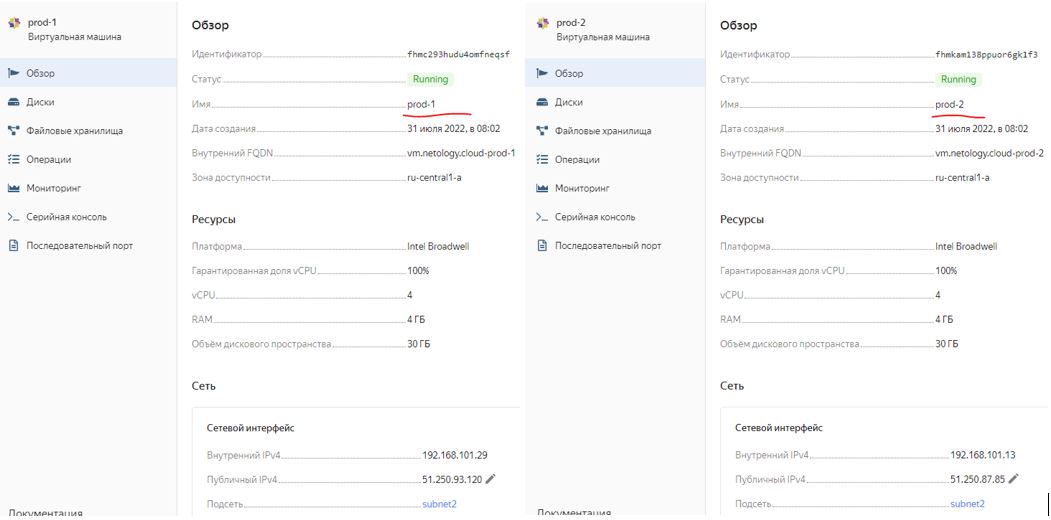 prod-1
Виртуальная машина
Обзор
Диски
Файловые хранилища
Операции
Мониторинг
Серийная консоль
Последовательный порт
Документация
Обзор
Идентификатор fhmc293hudu4omfneqsf
Статус Running
Имя prod-1
Дата создания 31 июля 2022, в 08:02
Внутренний FQDN vm.netology.cloud-prod-1
Зона доступности ru-central1-a
Ресурсы
Платформа Intel Broadwell
Гарантированная доля vCPU 100%
vCPU 4
RAM 4 ГБ
Объём дискового пространства 30 ГБ
Сеть
Сетевой интерфейс
Внутренний IPv4 192.168.101.29
Публичный IPv4 51.250.93.120
Подсеть subnet2
prod-2
Виртуальная машина
Обзор
Диски
Файловые хранилища
Операции
Мониторинг
Серийная консоль
Последовательный порт
Документация
Обзор
Идентификатор fhmkam138ppuor6gk1f3
Статус Running
Имя prod-2
Дата создания 31 июля 2022, в 08:02
Внутренний FQDN vm.netology.cloud-prod-2
Зона доступности ru-central1-a
Ресурсы
Платформа Intel Broadwell
Гарантированная доля vCPU 100%
vCPU 4
RAM 4 ГБ
Объём дискового пространства 30 ГБ
Сеть
Сетевой интерфейс
Внутренний IPv4 192.168.101.13
Публичный IPv4 51.250.87.85
Подсеть subnet2